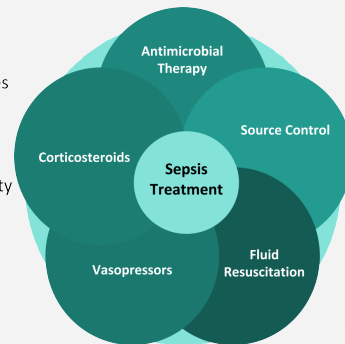 Antimicrobial
Therapy
Source Control
Corticosteroids
Sepsis
Treatment
Fluid
Resuscitation
Vasopressors